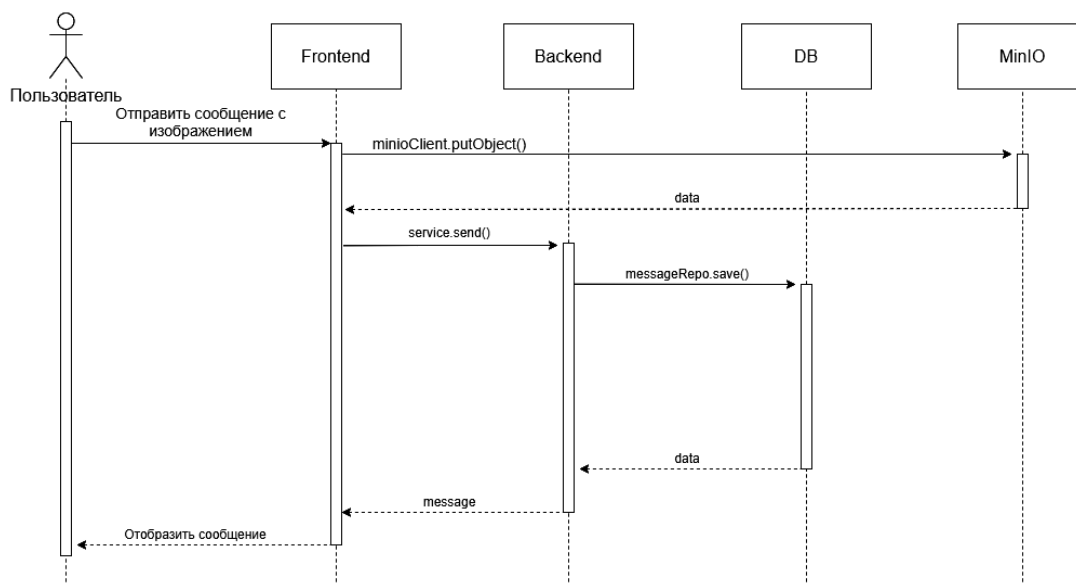 Frontend
Backend
DB
MinIO
Пользователь
Отправить сообщение с
изображением
minioClient.putObject()
data
service.send()
messageRepo.save()
data
message
Отобразить сообщение